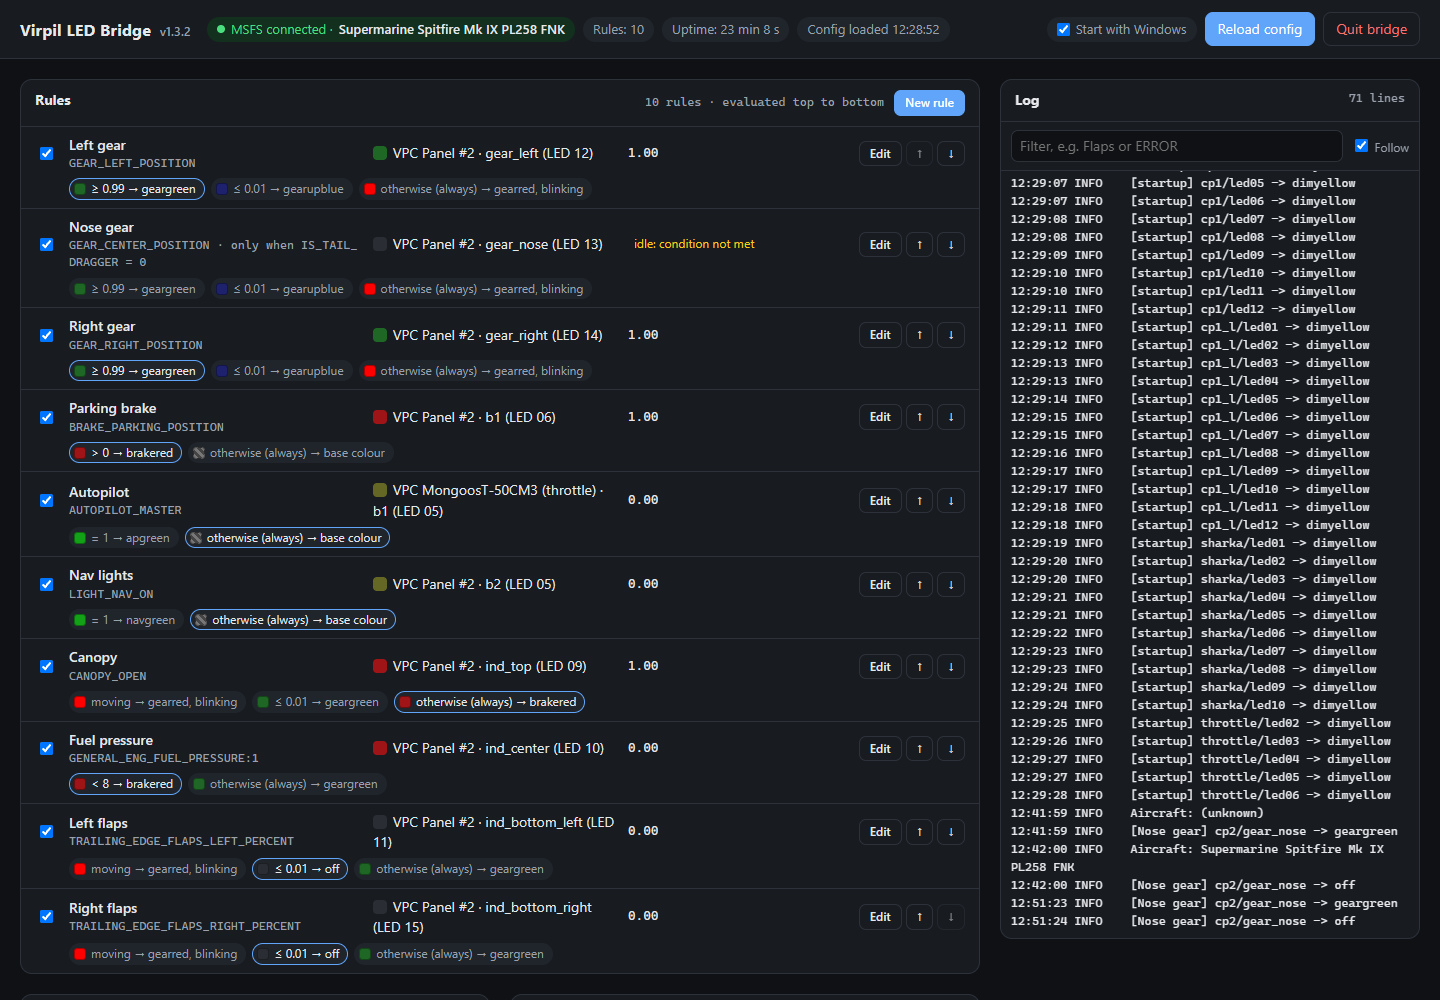 Virpil LED Bridge v1.3.2
MSFS connected · Supermarine Spitfire Mk IX PL258 FNK
Rules: 10
Uptime: 23 min 8 s
Config loaded 12:28:52
Start with Windows
Reload config
Quit bridge
Rules
10 rules · evaluated top to bottom
New rule
Left gear
GEAR_LEFT_POSITION
VPC Panel #2 · gear_left (LED 12)
1.00
Edit ↑ ↓
≥ 0.99 → geargreen
≤ 0.01 → gearupblue
otherwise (always) → gearred, blinking
Nose gear
GEAR_CENTER_POSITION · only when IS_TAIL_
DRAGGER = 0
VPC Panel #2 · gear_nose (LED 13)
idle: condition not met
Edit ↑ ↓
≥ 0.99 → geargreen
≤ 0.01 → gearupblue
otherwise (always) → gearred, blinking
Right gear
GEAR_RIGHT_POSITION
VPC Panel #2 · gear_right (LED 14)
1.00
Edit ↑ ↓
≥ 0.99 → geargreen
≤ 0.01 → gearupblue
otherwise (always) → gearred, blinking
Parking brake
BRAKE_PARKING_POSITION
VPC Panel #2 · b1 (LED 06)
1.00
Edit ↑ ↓
> 0 → brakered
otherwise (always) → base colour
Autopilot
AUTOPILOT_MASTER
VPC MongoosT-50CM3 (throttle) ·
b1 (LED 05)
0.00
Edit ↑ ↓
= 1 → apgreen
otherwise (always) → base colour
Nav lights
LIGHT_NAV_ON
VPC Panel #2 · b2 (LED 05)
0.00
Edit ↑ ↓
= 1 → navgreen
otherwise (always) → base colour
Canopy
CANOPY_OPEN
VPC Panel #2 · ind_top (LED 09)
1.00
Edit ↑ ↓
moving → gearred, blinking
≤ 0.01 → geargreen
otherwise (always) → brakered
Fuel pressure
GENERAL_ENG_FUEL_PRESSURE:1
VPC Panel #2 · ind_center (LED 10)
0.00
Edit ↑ ↓
< 8 → brakered
otherwise (always) → geargreen
Left flaps
TRAILING_EDGE_FLAPS_LEFT_PERCENT
VPC Panel #2 · ind_bottom_left (LED
11)
0.00
Edit ↑ ↓
moving → gearred, blinking
≤ 0.01 → off
otherwise (always) → geargreen
Right flaps
TRAILING_EDGE_FLAPS_RIGHT_PERCENT
VPC Panel #2 · ind_bottom_right
(LED 15)
0.00
Edit ↑ ↓
moving → gearred, blinking
≤ 0.01 → off
otherwise (always) → geargreen
Log
71 lines
Filter, e.g. Flaps or ERROR
Follow
12:29:07 INFO [startup] cp1/led05 -> dimyellow
12:29:07 INFO [startup] cp1/led06 -> dimyellow
12:29:08 INFO [startup] cp1/led07 -> dimyellow
12:29:08 INFO [startup] cp1/led08 -> dimyellow
12:29:09 INFO [startup] cp1/led09 -> dimyellow
12:29:10 INFO [startup] cp1/led10 -> dimyellow
12:29:10 INFO [startup] cp1/led11 -> dimyellow
12:29:11 INFO [startup] cp1/led12 -> dimyellow
12:29:11 INFO [startup] cp1_l/led01 -> dimyellow
12:29:12 INFO [startup] cp1_l/led02 -> dimyellow
12:29:13 INFO [startup] cp1_l/led03 -> dimyellow
12:29:13 INFO [startup] cp1_l/led04 -> dimyellow
12:29:14 INFO [startup] cp1_l/led05 -> dimyellow
12:29:15 INFO [startup] cp1_l/led06 -> dimyellow
12:29:15 INFO [startup] cp1_l/led07 -> dimyellow
12:29:16 INFO [startup] cp1_l/led08 -> dimyellow
12:29:17 INFO [startup] cp1_l/led09 -> dimyellow
12:29:17 INFO [startup] cp1_l/led10 -> dimyellow
12:29:18 INFO [startup] cp1_l/led11 -> dimyellow
12:29:18 INFO [startup] cp1_l/led12 -> dimyellow
12:29:19 INFO [startup] sharka/led01 -> dimyellow
12:29:20 INFO [startup] sharka/led02 -> dimyellow
12:29:20 INFO [startup] sharka/led03 -> dimyellow
12:29:21 INFO [startup] sharka/led04 -> dimyellow
12:29:21 INFO [startup] sharka/led05 -> dimyellow
12:29:22 INFO [startup] sharka/led06 -> dimyellow
12:29:23 INFO [startup] sharka/led07 -> dimyellow
12:29:23 INFO [startup] sharka/led08 -> dimyellow
12:29:24 INFO [startup] sharka/led09 -> dimyellow
12:29:24 INFO [startup] sharka/led10 -> dimyellow
12:29:25 INFO [startup] throttle/led02 -> dimyellow
12:29:26 INFO [startup] throttle/led03 -> dimyellow
12:29:27 INFO [startup] throttle/led04 -> dimyellow
12:29:27 INFO [startup] throttle/led05 -> dimyellow
12:29:28 INFO [startup] throttle/led06 -> dimyellow
12:41:59 INFO Aircraft: (unknown)
12:41:59 INFO [Nose gear] cp2/gear_nose -> geargreen
12:42:00 INFO Aircraft: Supermarine Spitfire Mk IX
PL258 FNK
12:42:00 INFO [Nose gear] cp2/gear_nose -> off
12:51:23 INFO [Nose gear] cp2/gear_nose -> geargreen
12:51:24 INFO [Nose gear] cp2/gear_nose -> off